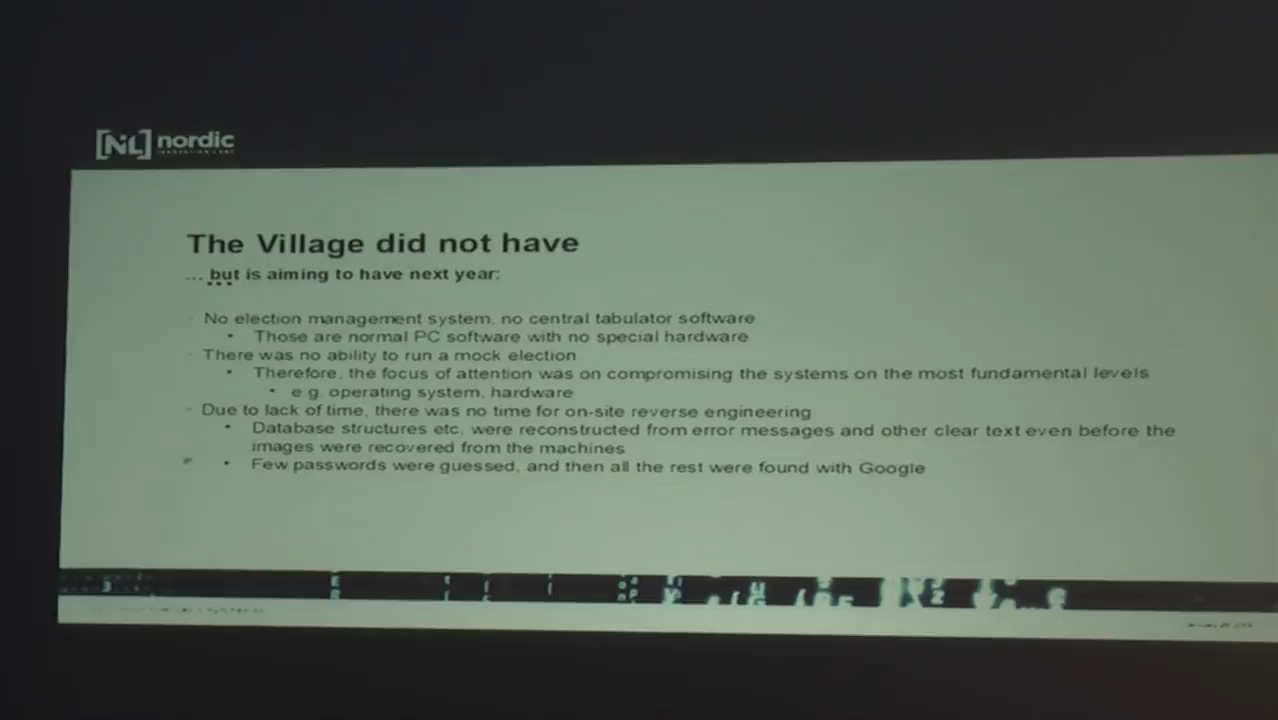 [NL] nordic
The Village did not have
... but is aiming to have next year:
No election management system, no central tabulator software
• Those are normal PC software with no special hardware
There was no ability to run a mock election
• Therefore, the focus of attention was on compromising the systems on the most fundamental levels
• e.g. operating system, hardware
Due to lack of time, there was no time for on-site reverse engineering
• Database structures etc. were reconstructed from error messages and other clear text even before the
images were recovered from the machines
• Few passwords were guessed, and then all the rest were found with Google